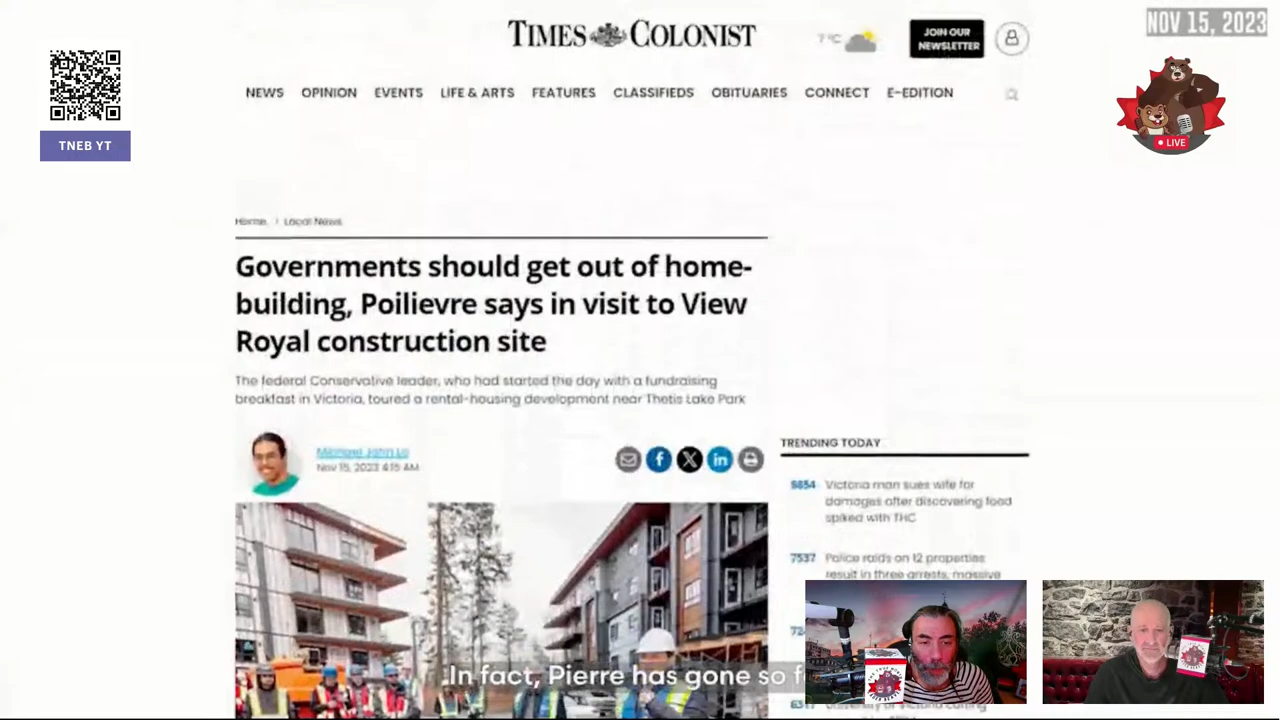 NOV 15, 2023
TIMES COLONIST
7°C
JOIN OUR
NEWSLETTER
NEWS OPINION EVENTS LIFE & ARTS FEATURES CLASSIFIEDS OBITUARIES CONNECT E-EDITION
TNEB YT
LIVE
Home / Local News
Governments should get out of home-
building, Poilievre says in visit to View
Royal construction site
The federal Conservative leader, who had started the day with a fundraising
breakfast in Victoria, toured a rental-housing development near Thetis Lake Park
Michael John Lo
Nov 15, 2023 4:15 AM
TRENDING TODAY
Victoria man sues wife for
damages after discovering food
spiked with THC
7537 Police raids on 12 properties
result in three arrests, massive
In fact, Pierre has gone so f